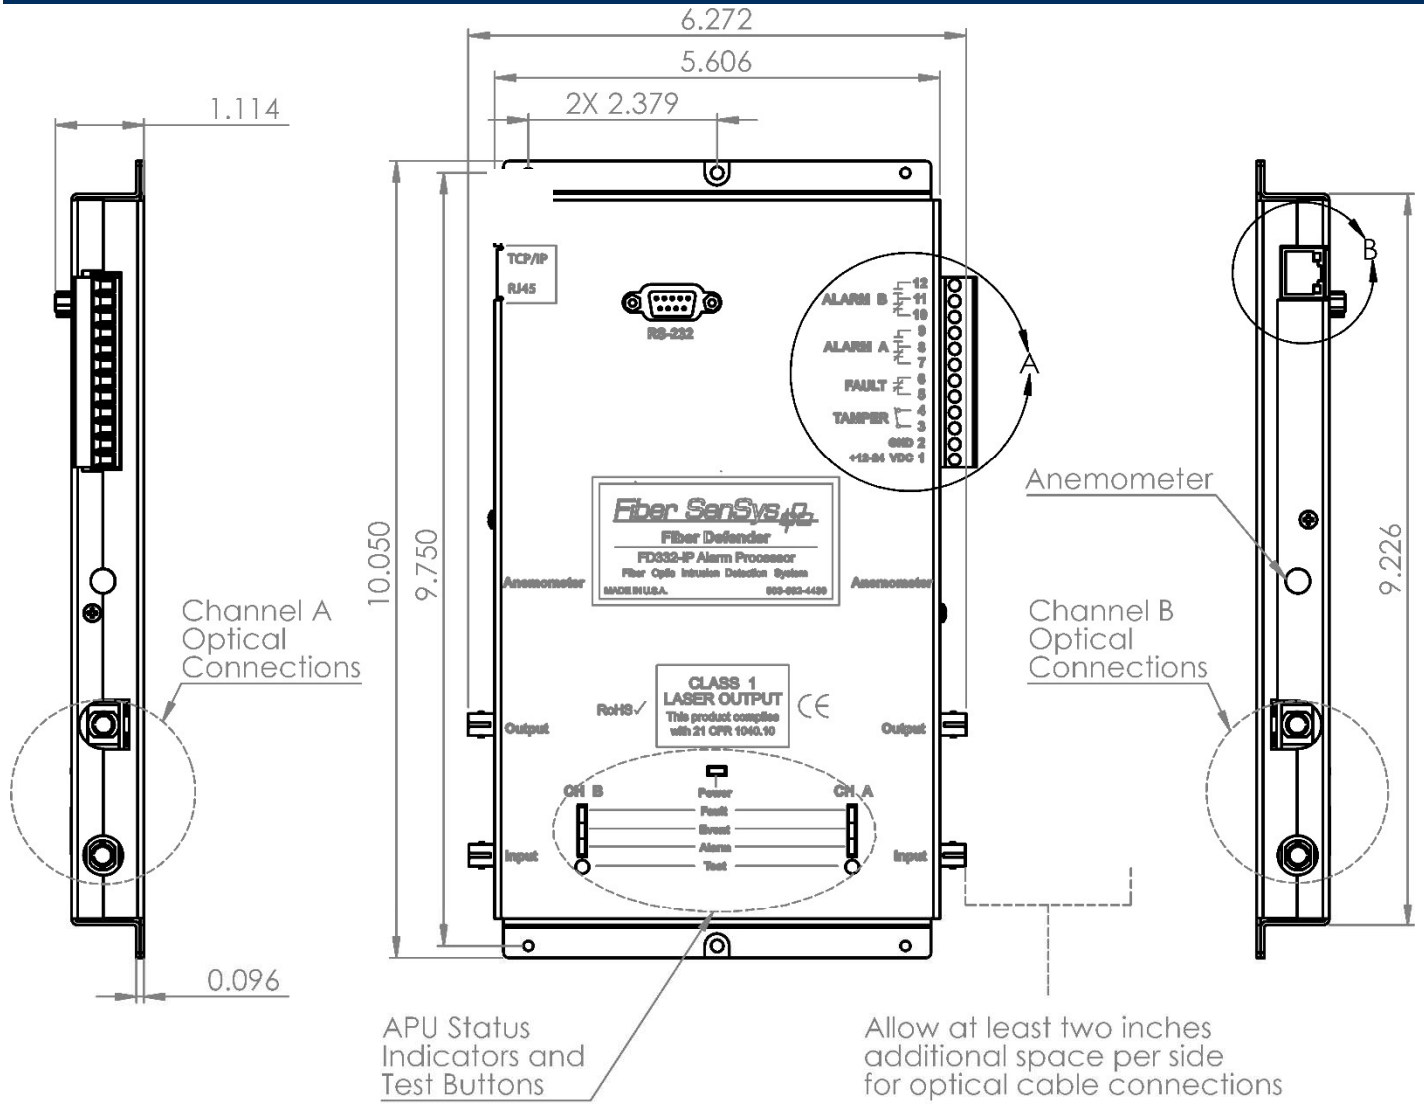 6.272
5.606
2X 2.379
1.114
10.050
9.750
TCP/IP
RJ45
RS-232
ALARM B
12
11
10
ALARM A
9
8
7
FAULT
6
5
TAMPER
4
3
GND 2
+12-24 VDC 1
A
B
9.226
Fiber SenSys
Fiber Defender
FD332-IP Alarm Processor
Fiber Optic Intrusion Detection System
MADE IN U.S.A.
503-692-4430
Anemometer
Anemometer
Anemometer
Channel A
Optical
Connections
Channel B
Optical
Connections
CLASS 1
LASER OUTPUT
This product complies
with 21 CFR 1040.10
RoHS✓
CE
Output
Output
CH B
Power
CH A
Fault
Event
Alarm
Test
Input
Input
0.096
APU Status
Indicators and
Test Buttons
Allow at least two inches
additional space per side
for optical cable connections